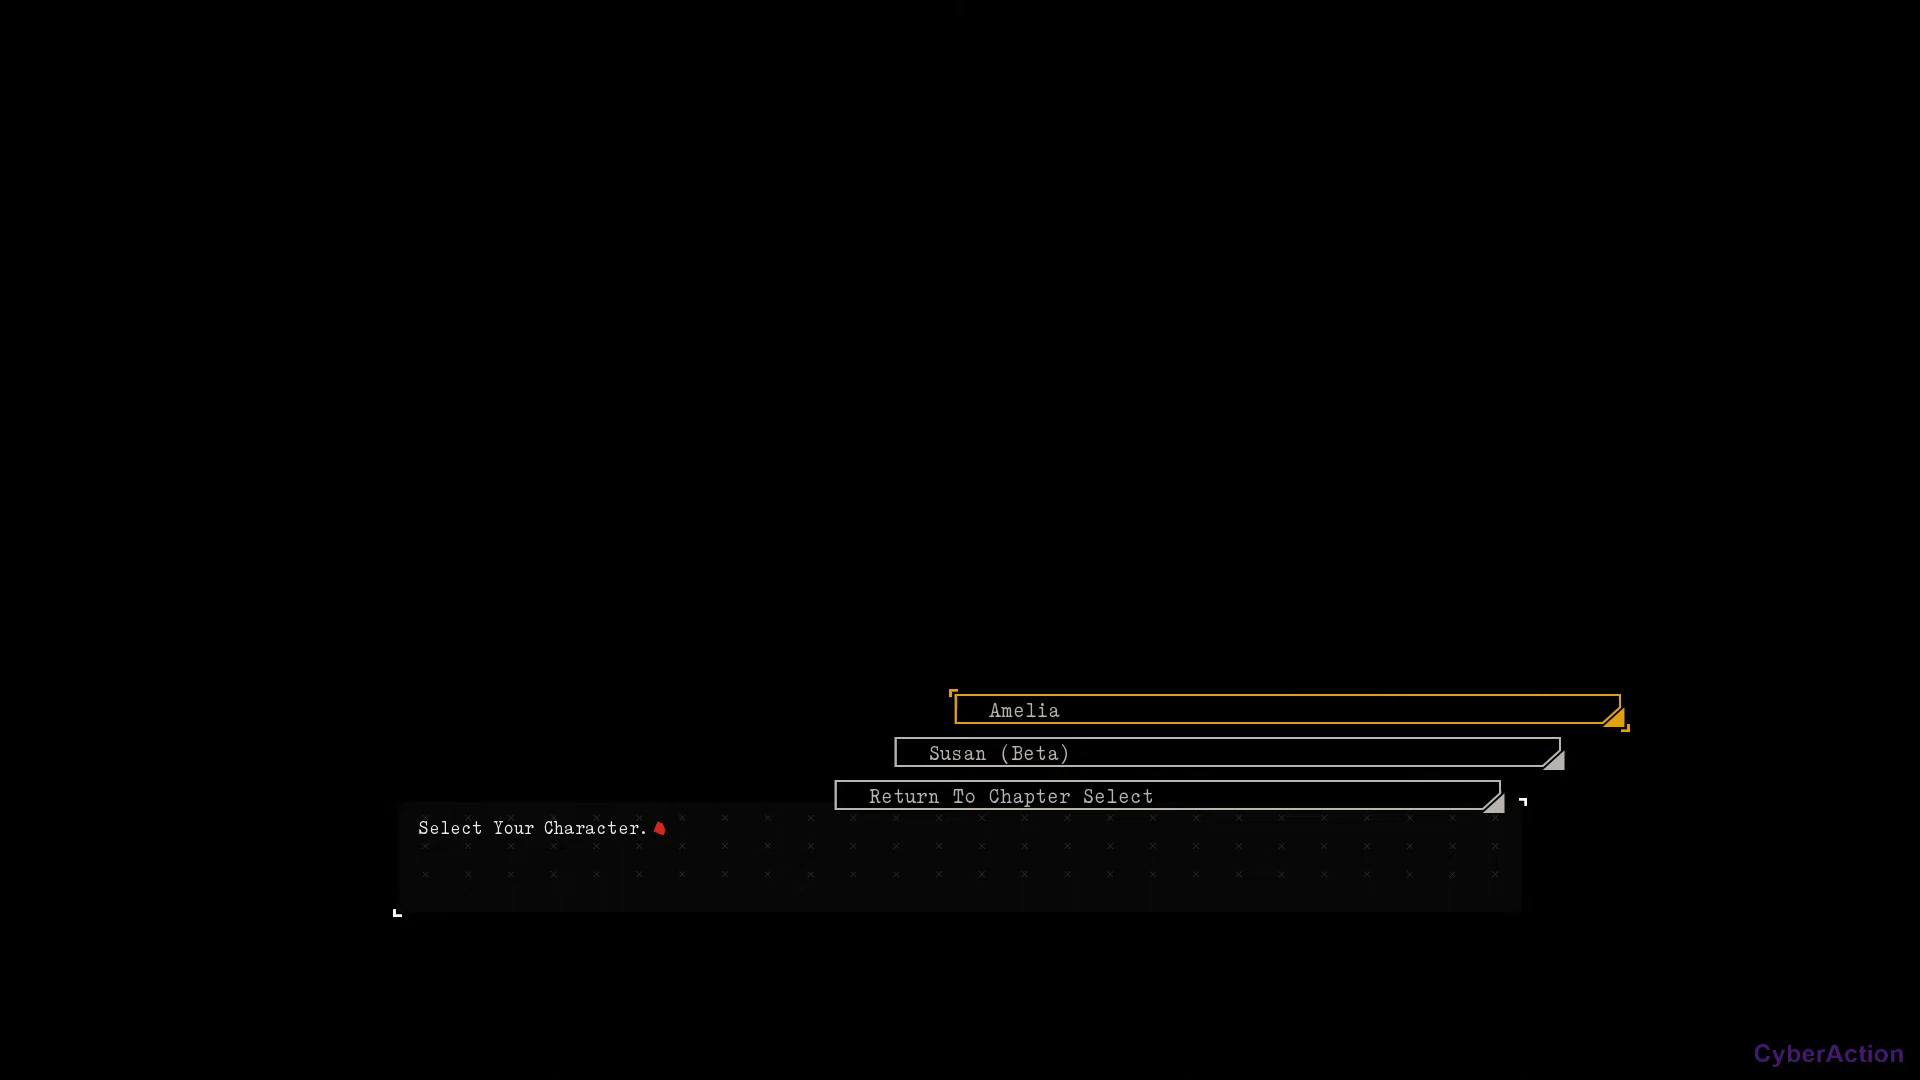 Amelia
Susan (Beta)
Return To Chapter Select
Select Your Character.
CyberAction